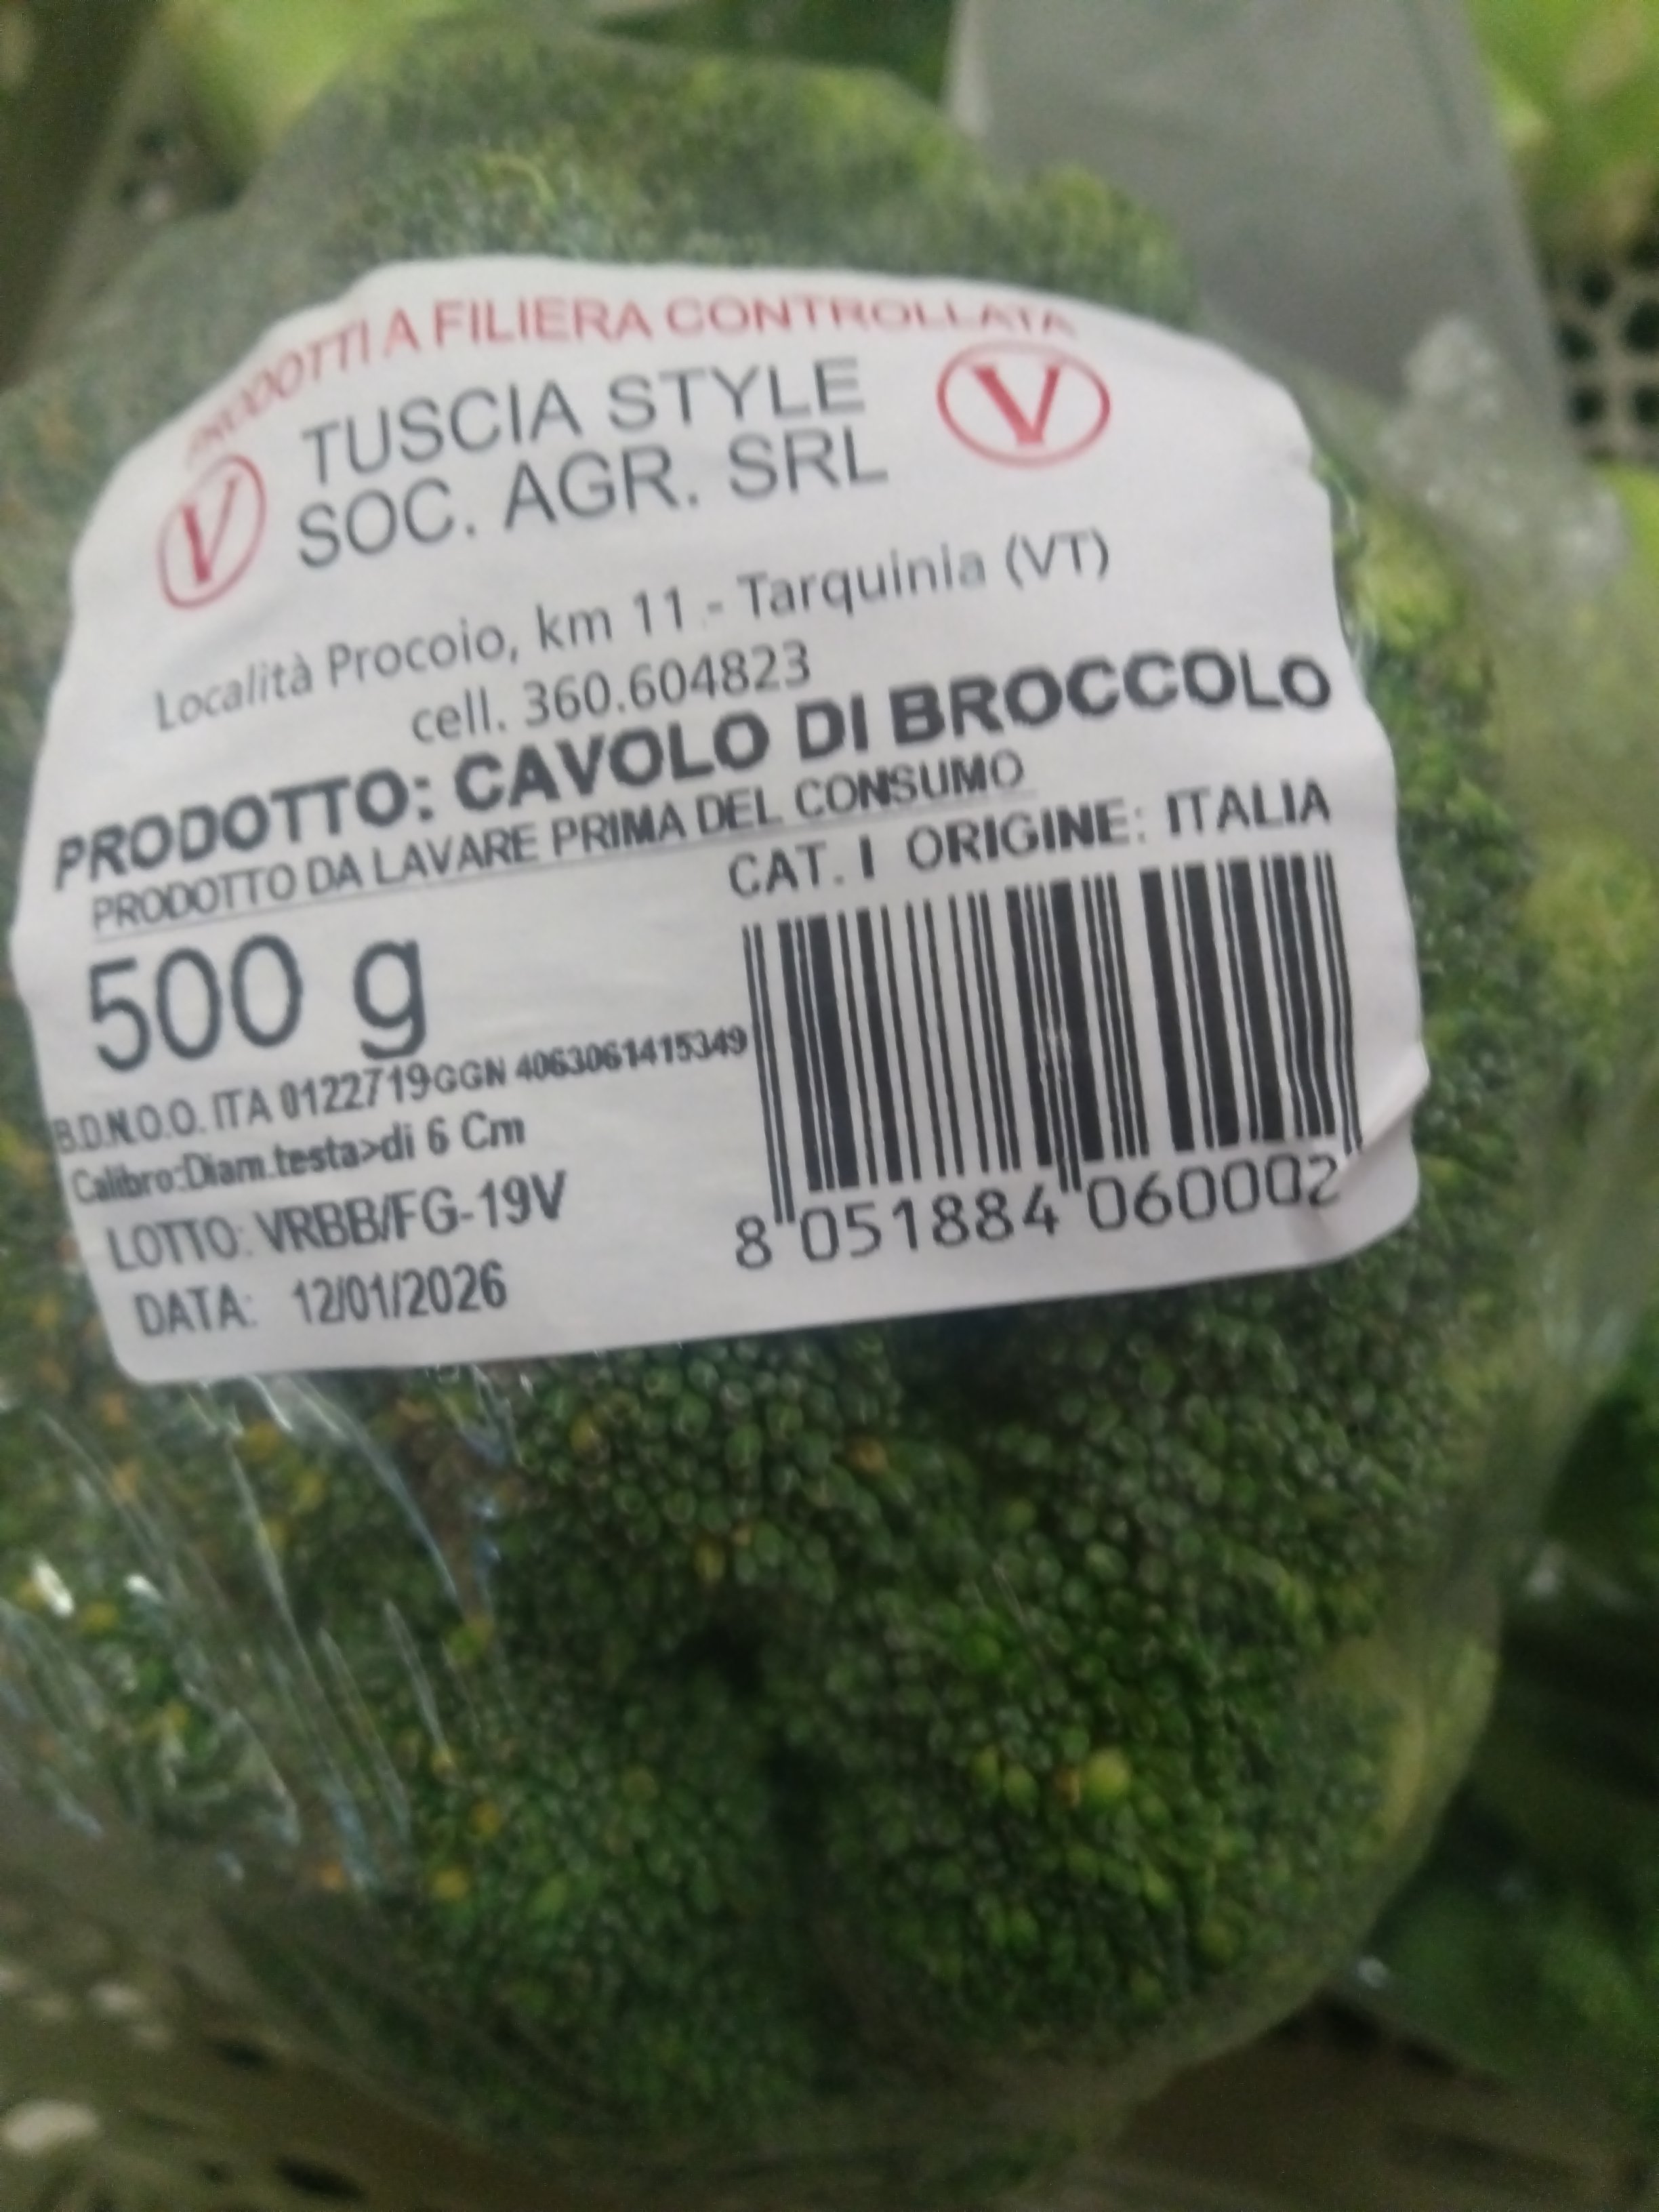 PRODOTTI A FILIERA CONTROLLATA
V TUSCIA STYLE V
SOC. AGR. SRL
Località Procoio, km 11 - Tarquinia (VT)
cell. 360.604823
PRODOTTO: CAVOLO DI BROCCOLO
PRODOTTO DA LAVARE PRIMA DEL CONSUMO
CAT. I ORIGINE: ITALIA
500 g
B.D.N.O.O. ITA 0122719GGN 4063061415349
Calibro:Diam.testa>di 6 Cm
LOTTO: VRBB/FG-19V
DATA: 12/01/2026
8 051884 060002